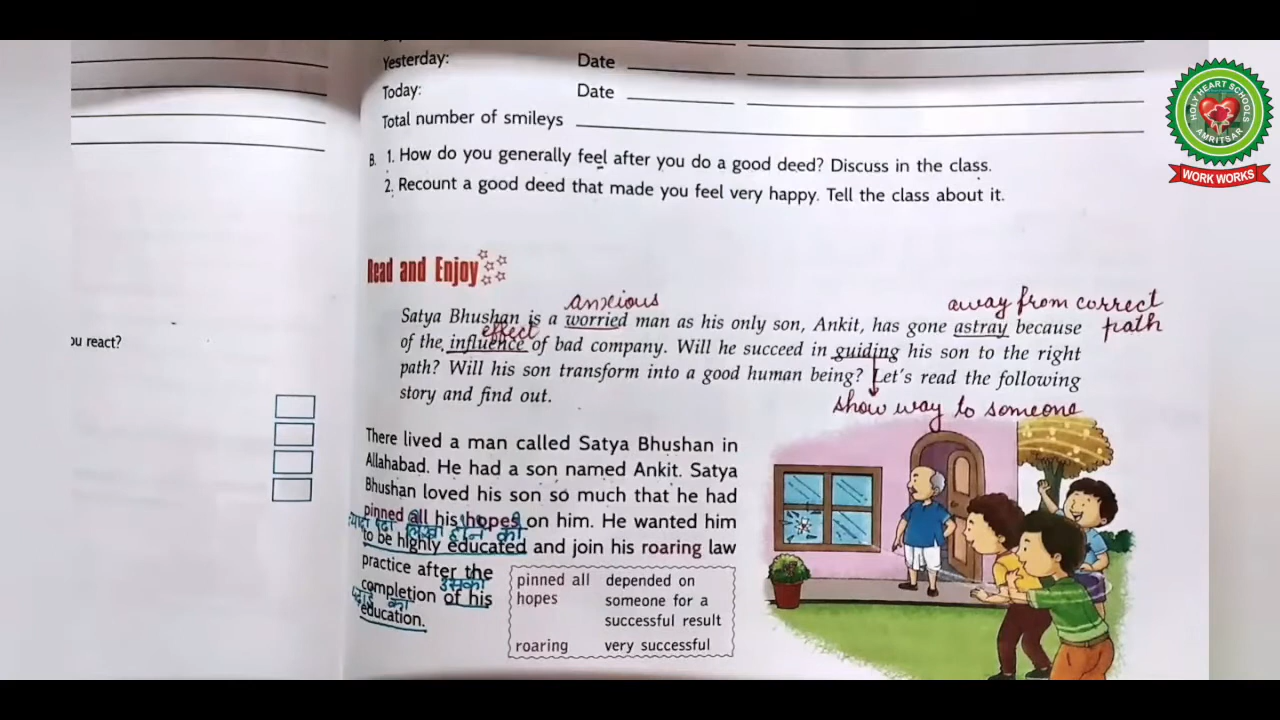 Yesterday: Date
Today: Date
Total number of smileys
B. 1. How do you generally feel after you do a good deed? Discuss in the class.
2. Recount a good deed that made you feel very happy. Tell the class about it.
ou react?
Read and Enjoy
anxious
away from correct path
Satya Bhushan is a worried man as his only son, Ankit, has gone astray because
effect
of the influence of bad company. Will he succeed in guiding his son to the right
path? Will his son transform into a good human being? Let's read the following
story and find out.
show way to someone
There lived a man called Satya Bhushan in
Allahabad. He had a son named Ankit. Satya
Bhushan loved his son so much that he had
pinned all his hopes on him. He wanted him
to be highly educated and join his roaring law
practice after the
उसका
completion of his
education.
pinned all depended on
hopes someone for a
successful result
roaring very successful
HOLY HEART SCHOOLS
AMRITSAR
WORK WORKS